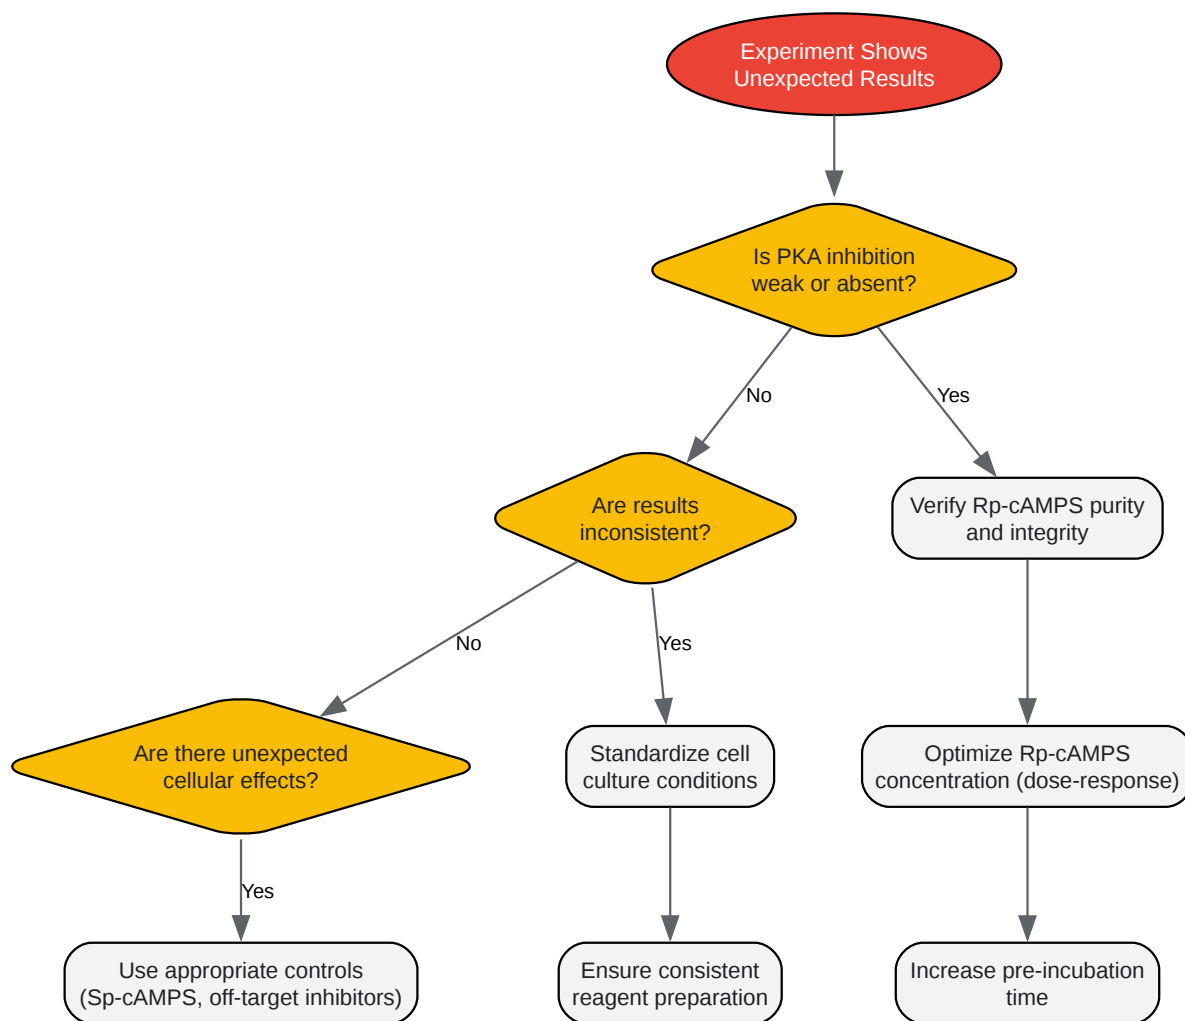 Experiment Shows
Unexpected Results
Is PKA inhibition
weak or absent?
No
Yes
Are results
inconsistent?
Verify Rp-cAMPS purity
and integrity
No
Yes
Are there unexpected
cellular effects?
Standardize cell
culture conditions
Optimize Rp-cAMPS
concentration (dose-response)
Yes
Use appropriate controls
(Sp-cAMPS, off-target inhibitors)
Ensure consistent
reagent preparation
Increase pre-incubation
time